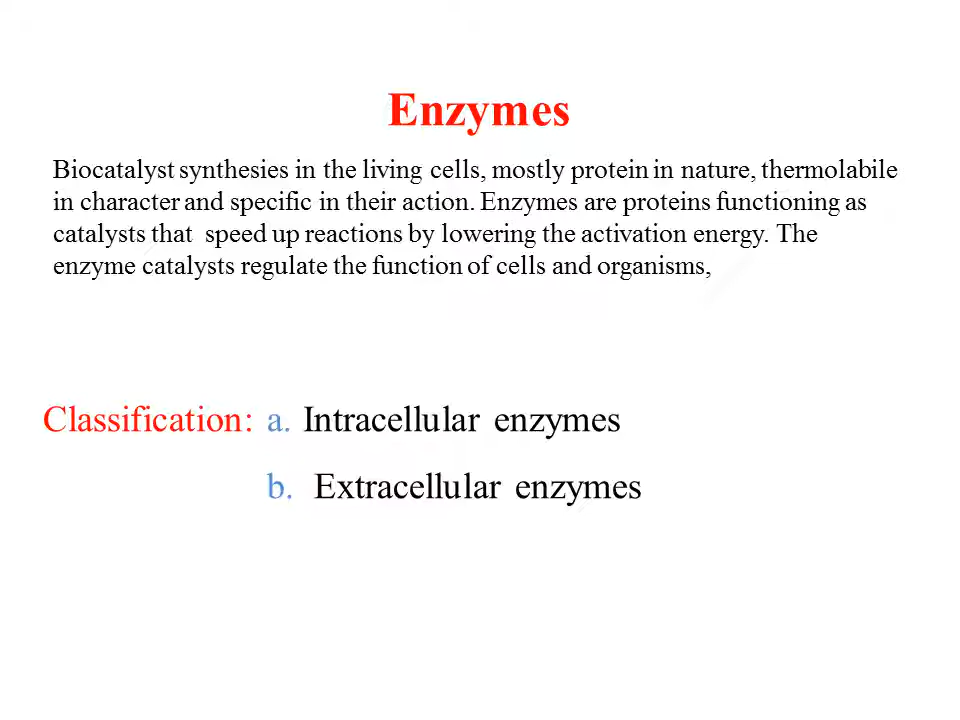 Enzymes
Biocatalyst synthesies in the living cells, mostly protein in nature, thermolabile
in character and specific in their action. Enzymes are proteins functioning as
catalysts that speed up reactions by lowering the activation energy. The
enzyme catalysts regulate the function of cells and organisms,
Classification: a. Intracellular enzymes
b. Extracellular enzymes